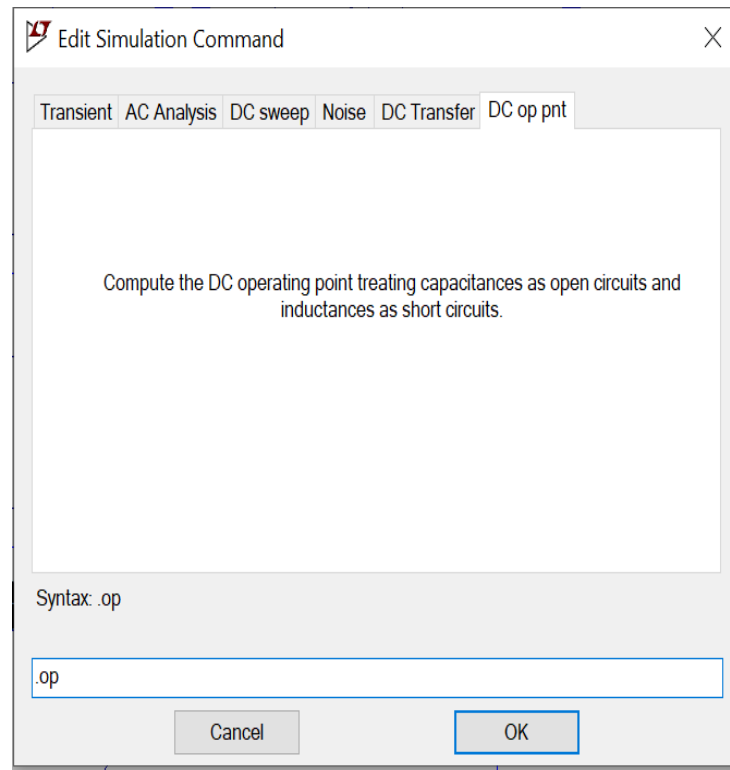 Edit Simulation Command
Transient AC Analysis DC sweep Noise DC Transfer DC op pnt
Compute the DC operating point treating capacitances as open circuits and
inductances as short circuits.
Syntax: .op
.op
Cancel OK